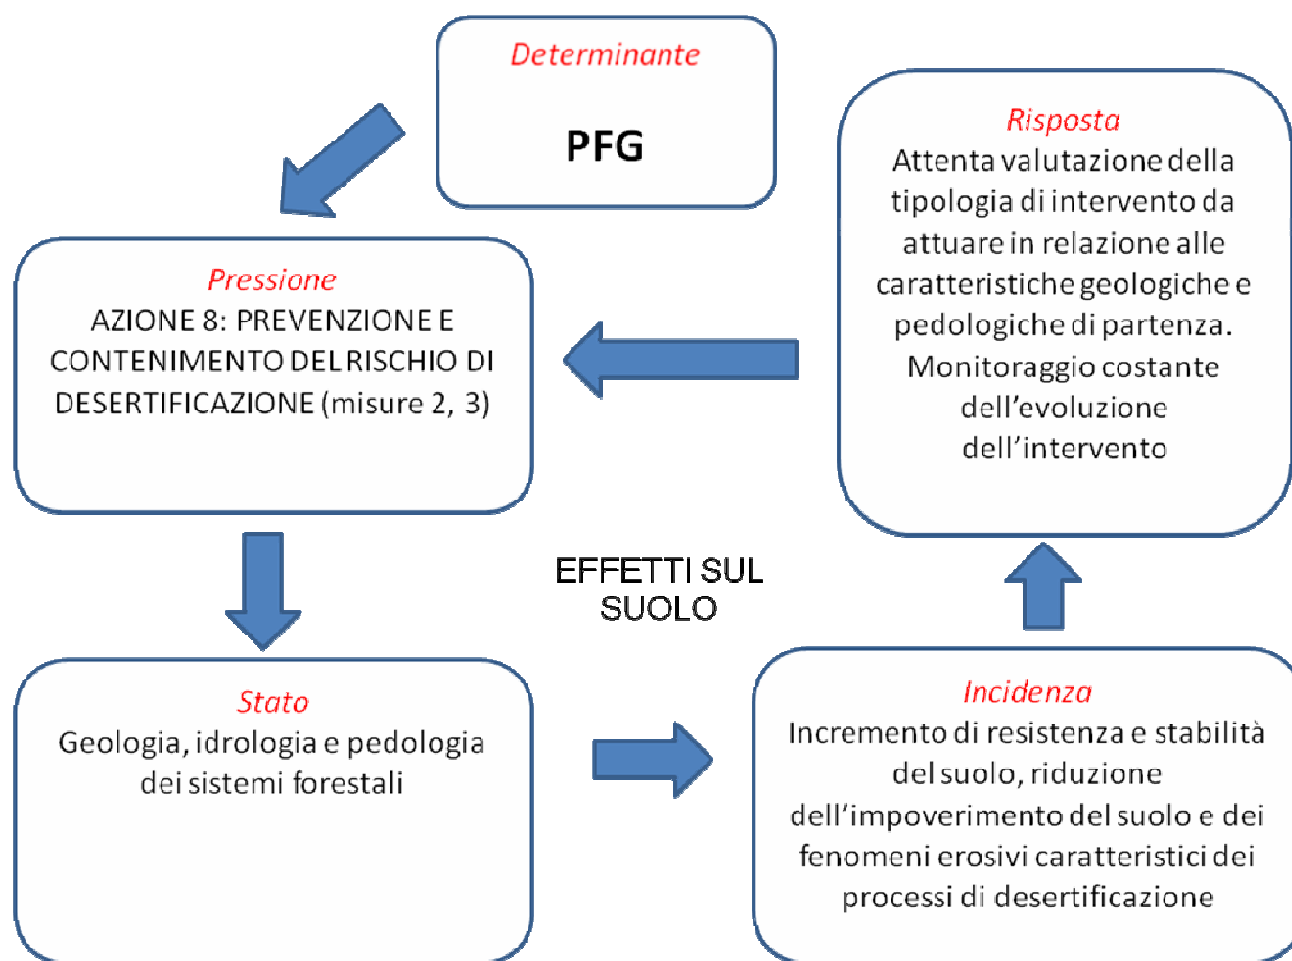 Determinante
PFG
Pressione
AZIONE 8: PREVENZIONE E
CONTENIMENTO DEL RISCHIO DI
DESERTIFICAZIONE (misure 2, 3)
Risposta
Attenta valutazione della
tipologia di intervento da
attuare in relazione alle
caratteristiche geologiche e
pedologiche di partenza.
Monitoraggio costante
dell’evoluzione
dell’intervento
EFFETTI SUL
SUOLO
Stato
Geologia, idrologia e pedologia
dei sistemi forestali
Incidenza
Incremento di resistenza e stabilità
del suolo, riduzione
dell’impoverimento del suolo e dei
fenomeni erosivi caratteristici dei
processi di desertificazione